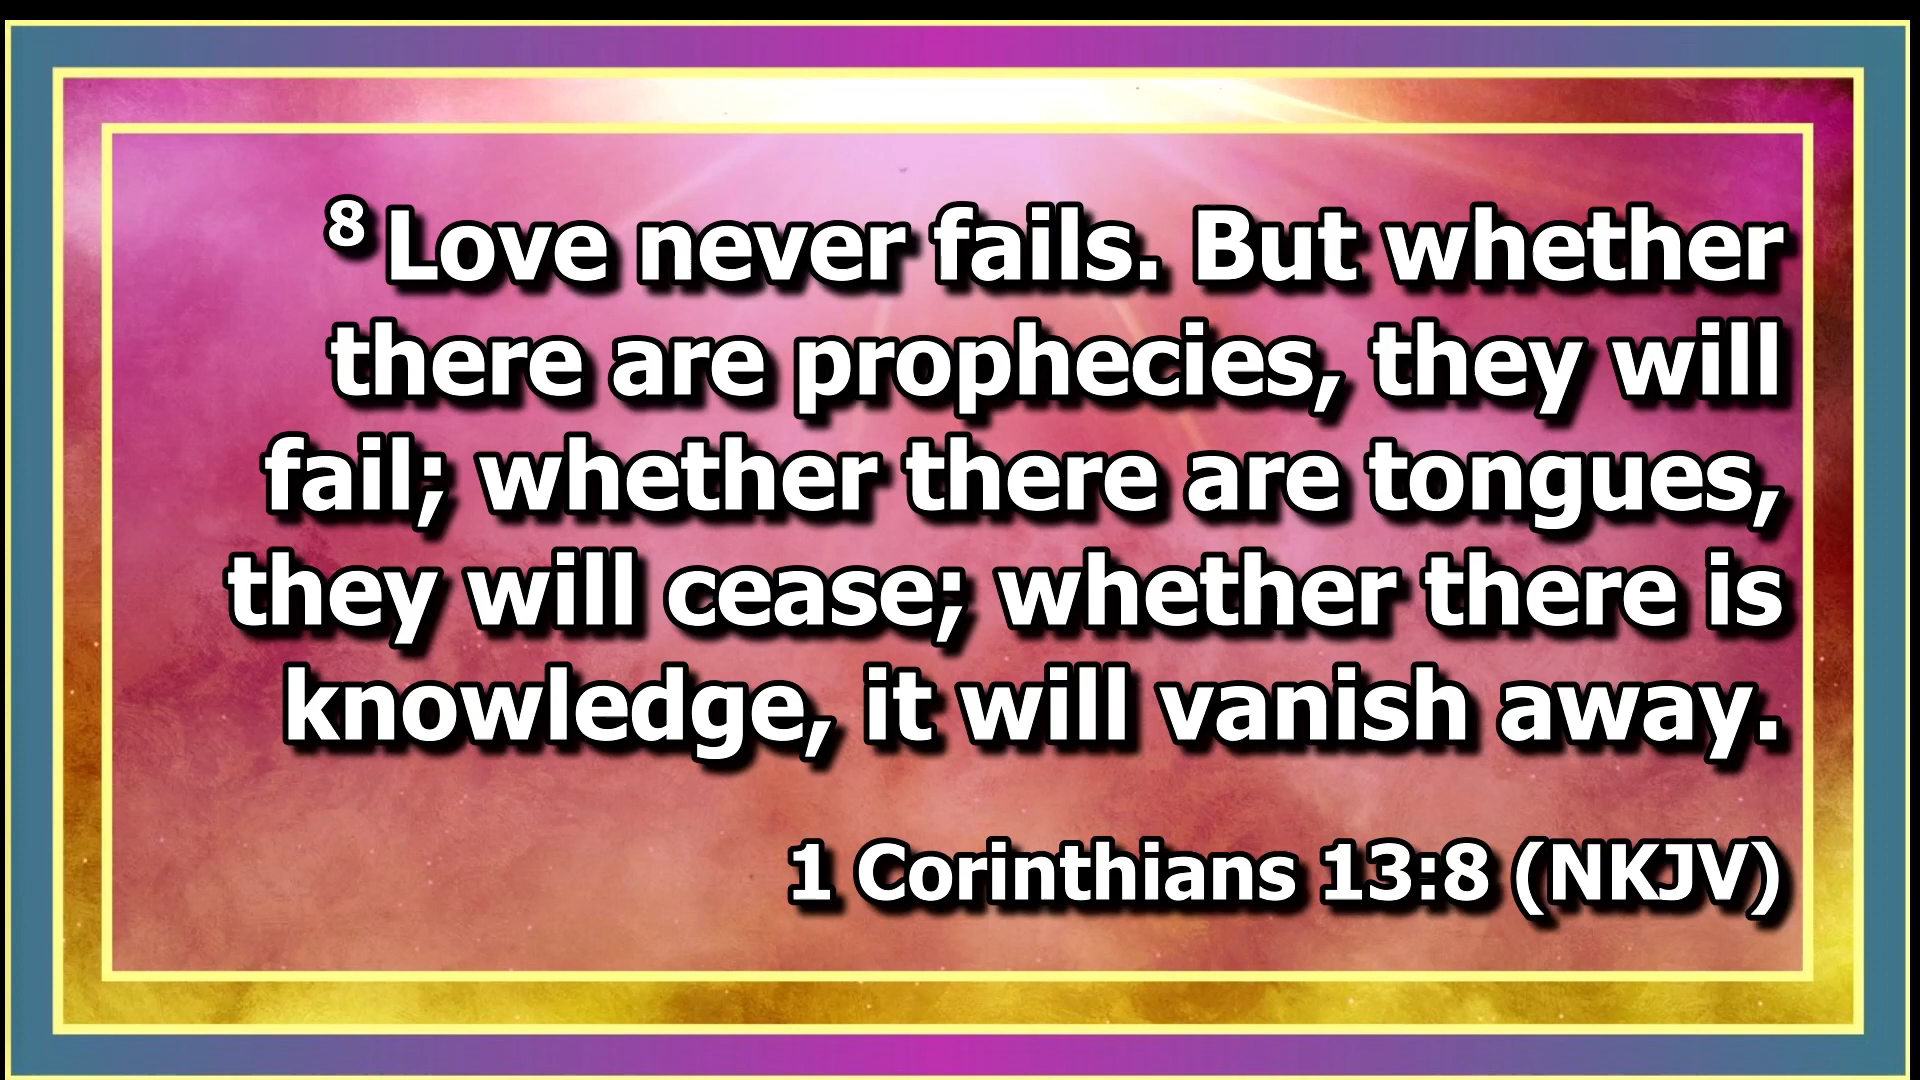 8 Love never fails. But whether
there are prophecies, they will
fail; whether there are tongues,
they will cease; whether there is
knowledge, it will vanish away.
1 Corinthians 13:8 (NKJV)